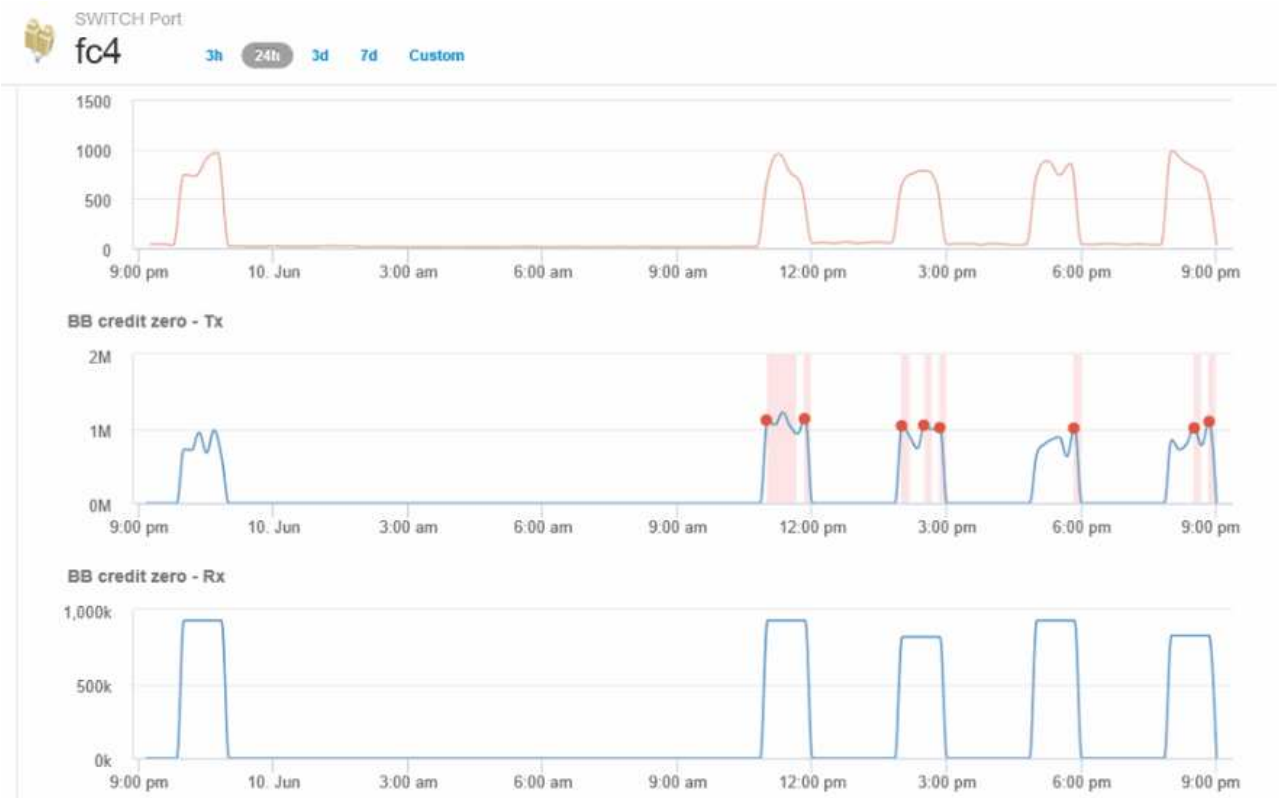 SWITCH Port
fc4 3h 24h 3d 7d Custom
1500
1000
500
0
9:00 pm 10. Jun 3:00 am 6:00 am 9:00 am 12:00 pm 3:00 pm 6:00 pm 9:00 pm
BB credit zero - Tx
2M
1M
0M
9:00 pm 10. Jun 3:00 am 6:00 am 9:00 am 12:00 pm 3:00 pm 6:00 pm 9:00 pm
BB credit zero - Rx
1,000k
500k
0k
9:00 pm 10. Jun 3:00 am 6:00 am 9:00 am 12:00 pm 3:00 pm 6:00 pm 9:00 pm